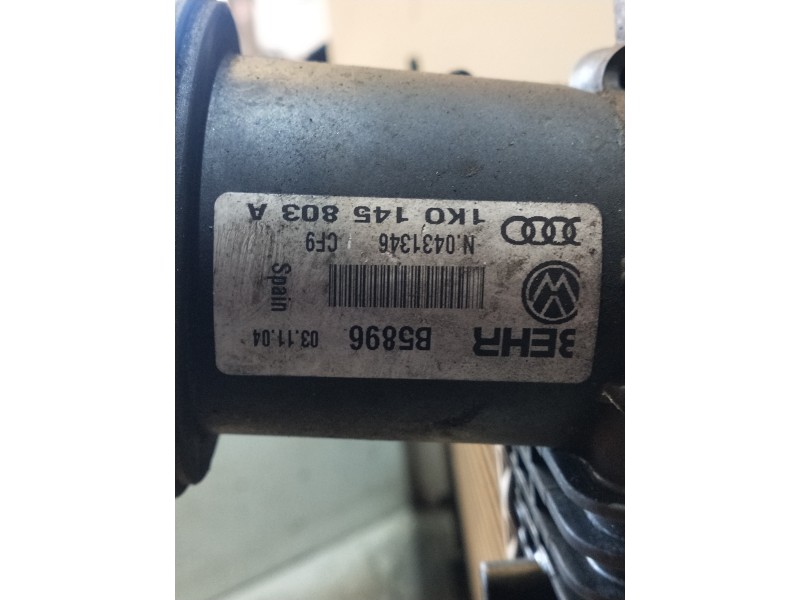 BEHR B5896 03.11.04
Spain
N.0431346 CF9
1K0 145 803 A